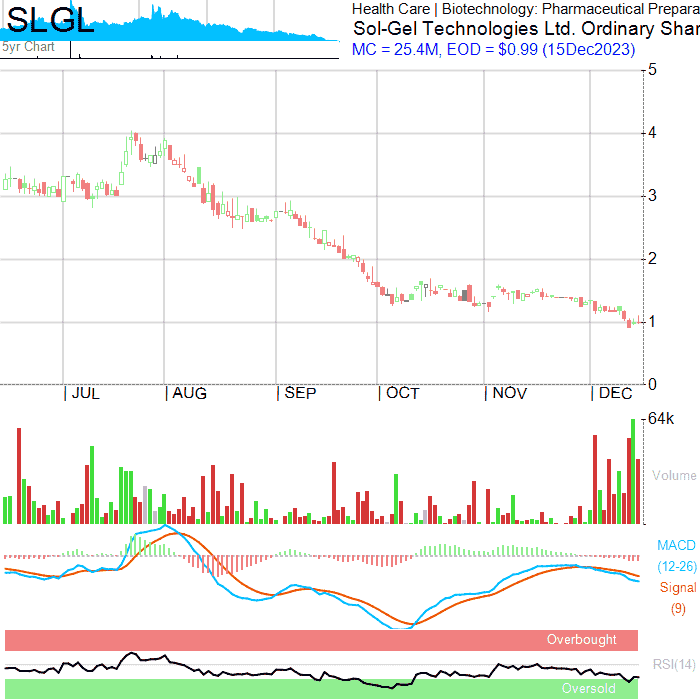 SLGL
5yr Chart
Health Care | Biotechnology: Pharmaceutical Prepara
Sol-Gel Technologies Ltd. Ordinary Shar
MC = 25.4M, EOD = $0.99 (15Dec2023)
5
4
3
2
1
0
JUL AUG SEP OCT NOV DEC
64k
Volume
MACD
(12-26)
Signal
(9)
Overbought
RSI(14)
Oversold